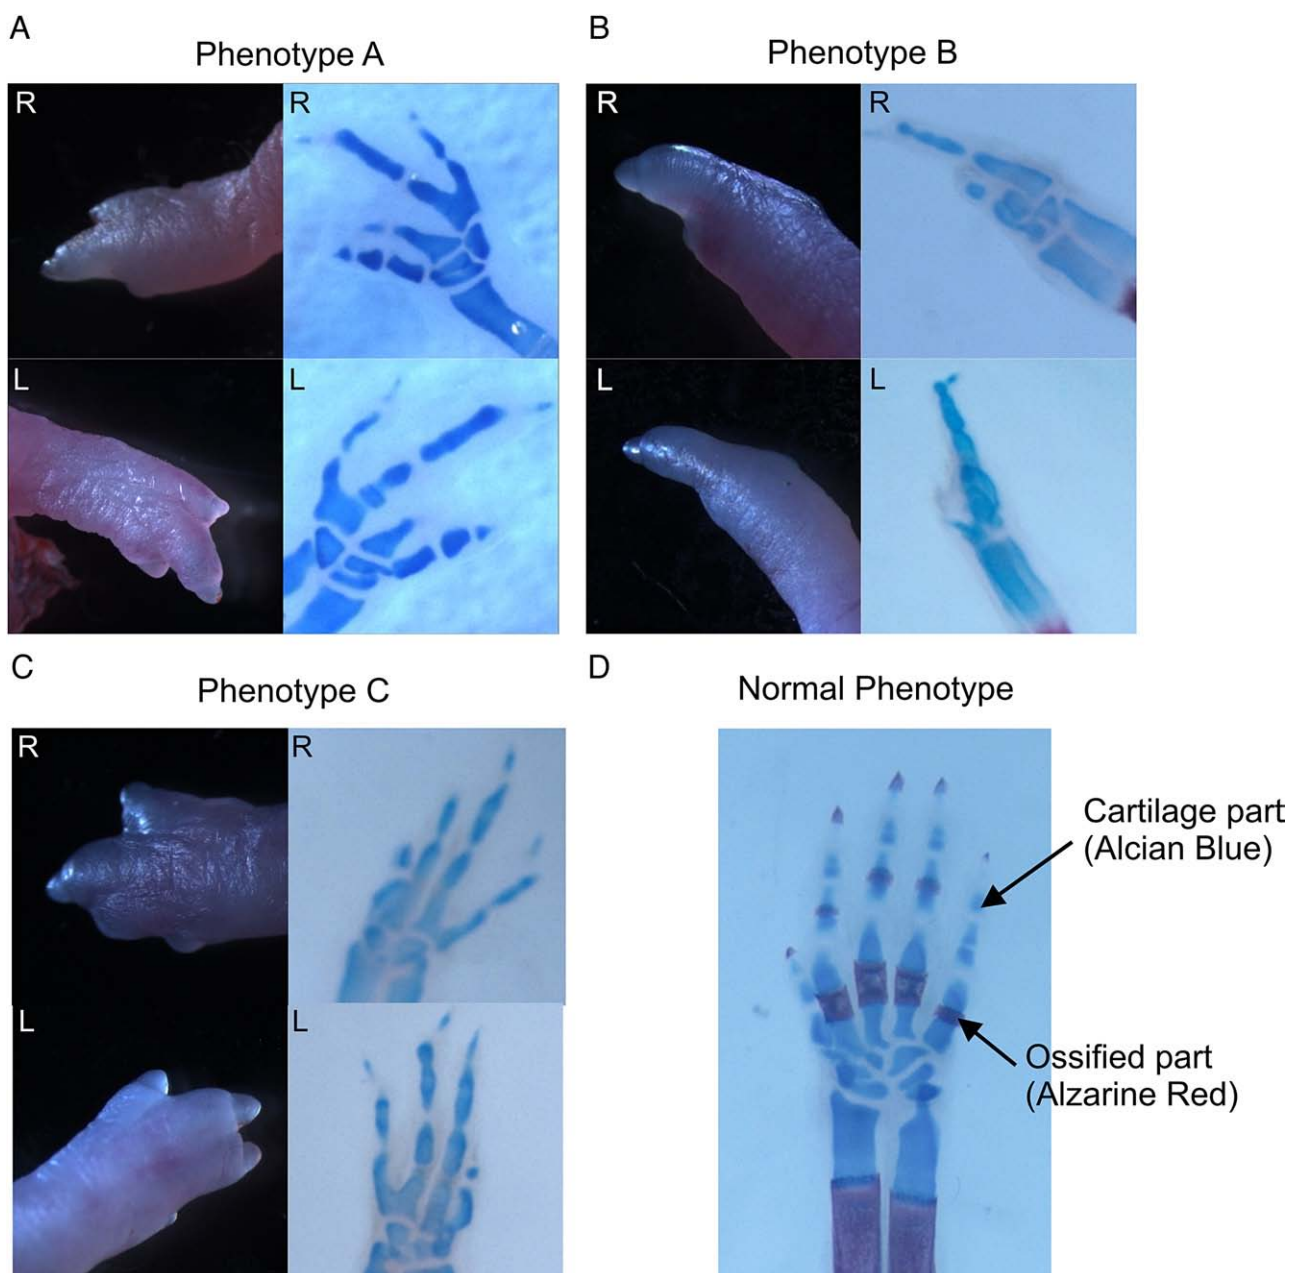 A
Phenotype A
R
R
L
L
B
Phenotype B
R
R
L
L
C
Phenotype C
R
R
L
L
D
Normal Phenotype
Cartilage part
(Alcian Blue)
Ossified part
(Alzarine Red)